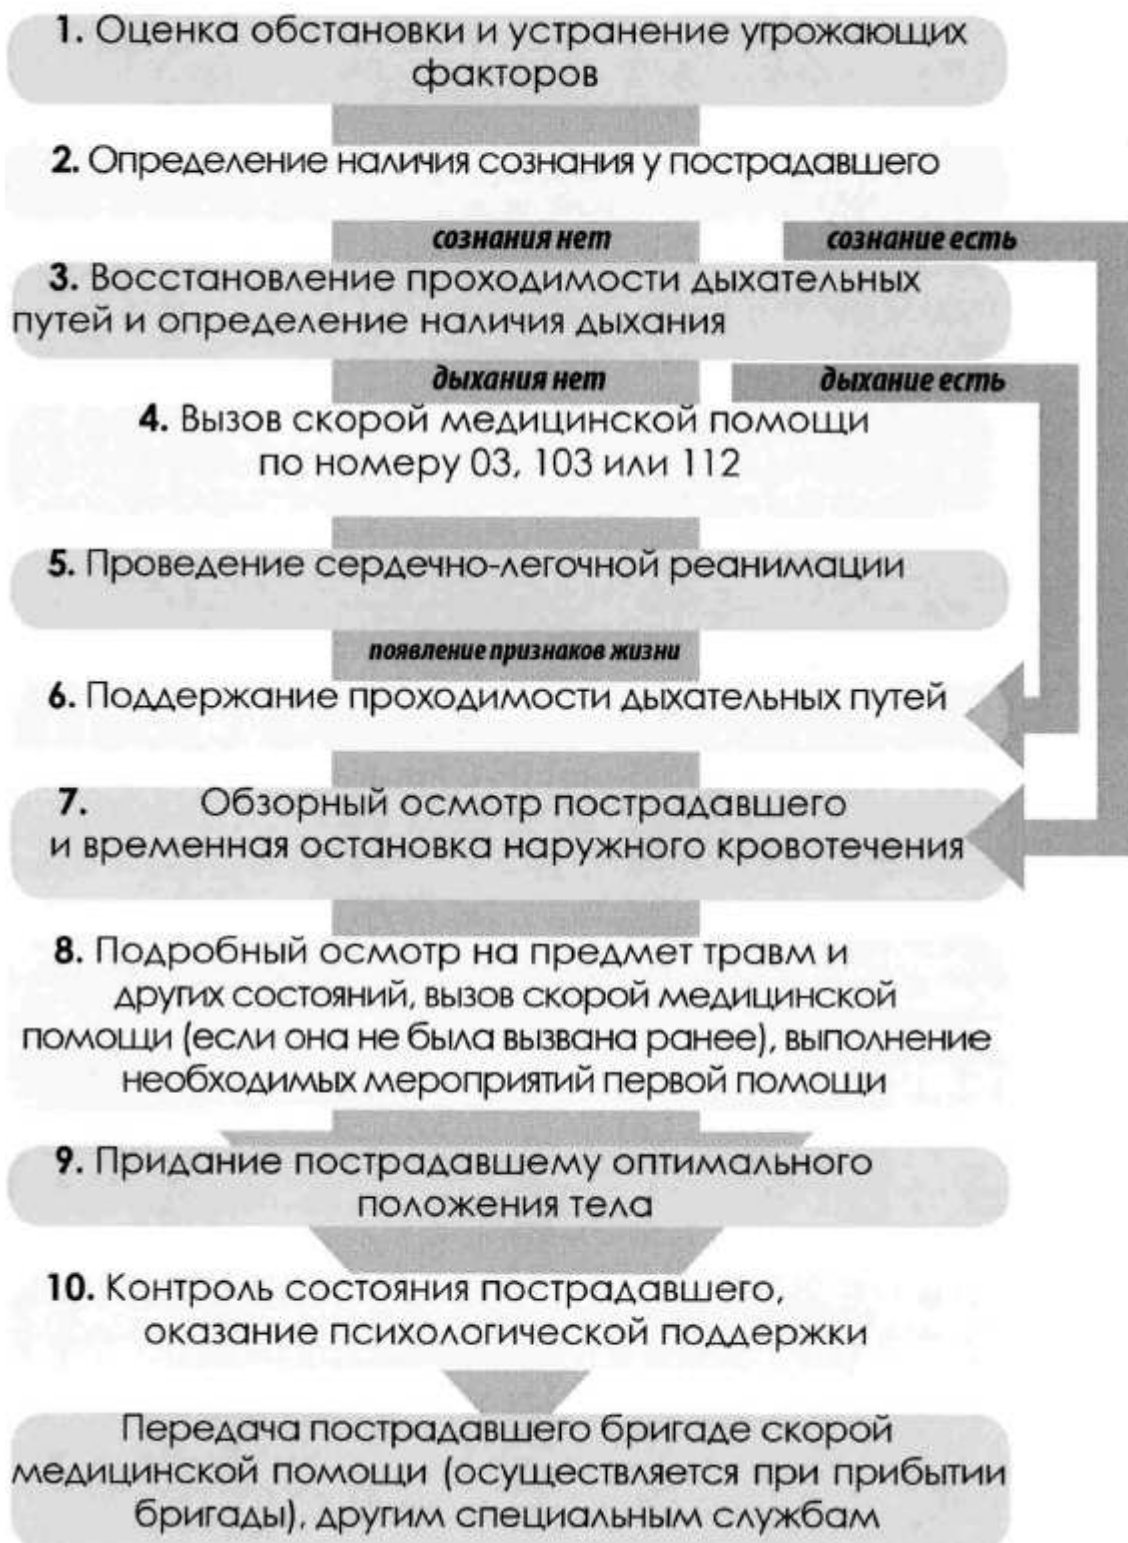 1. Оценка обстановки и устранение угрожающих
факторов
2. Определение наличия сознания у пострадавшего
сознания нет
сознание есть
3. Восстановление проходимости дыхательных
путей и определение наличия дыхания
дыхания нет
дыхание есть
4. Вызов скорой медицинской помощи
по номеру 03, 103 или 112
5. Проведение сердечно-легочной реанимации
появление признаков жизни
6. Поддержание проходимости дыхательных путей
7. Обзорный осмотр пострадавшего
и временная остановка наружного кровотечения
8. Подробный осмотр на предмет травм и
других состояний, вызов скорой медицинской
помощи (если она не была вызвана ранее), выполнение
необходимых мероприятий первой помощи
9. Придание пострадавшему оптимального
положения тела
10. Контроль состояния пострадавшего,
оказание психологической поддержки
Передача пострадавшего бригаде скорой
медицинской помощи (осуществляется при прибытии
бригады), другим специальным службам